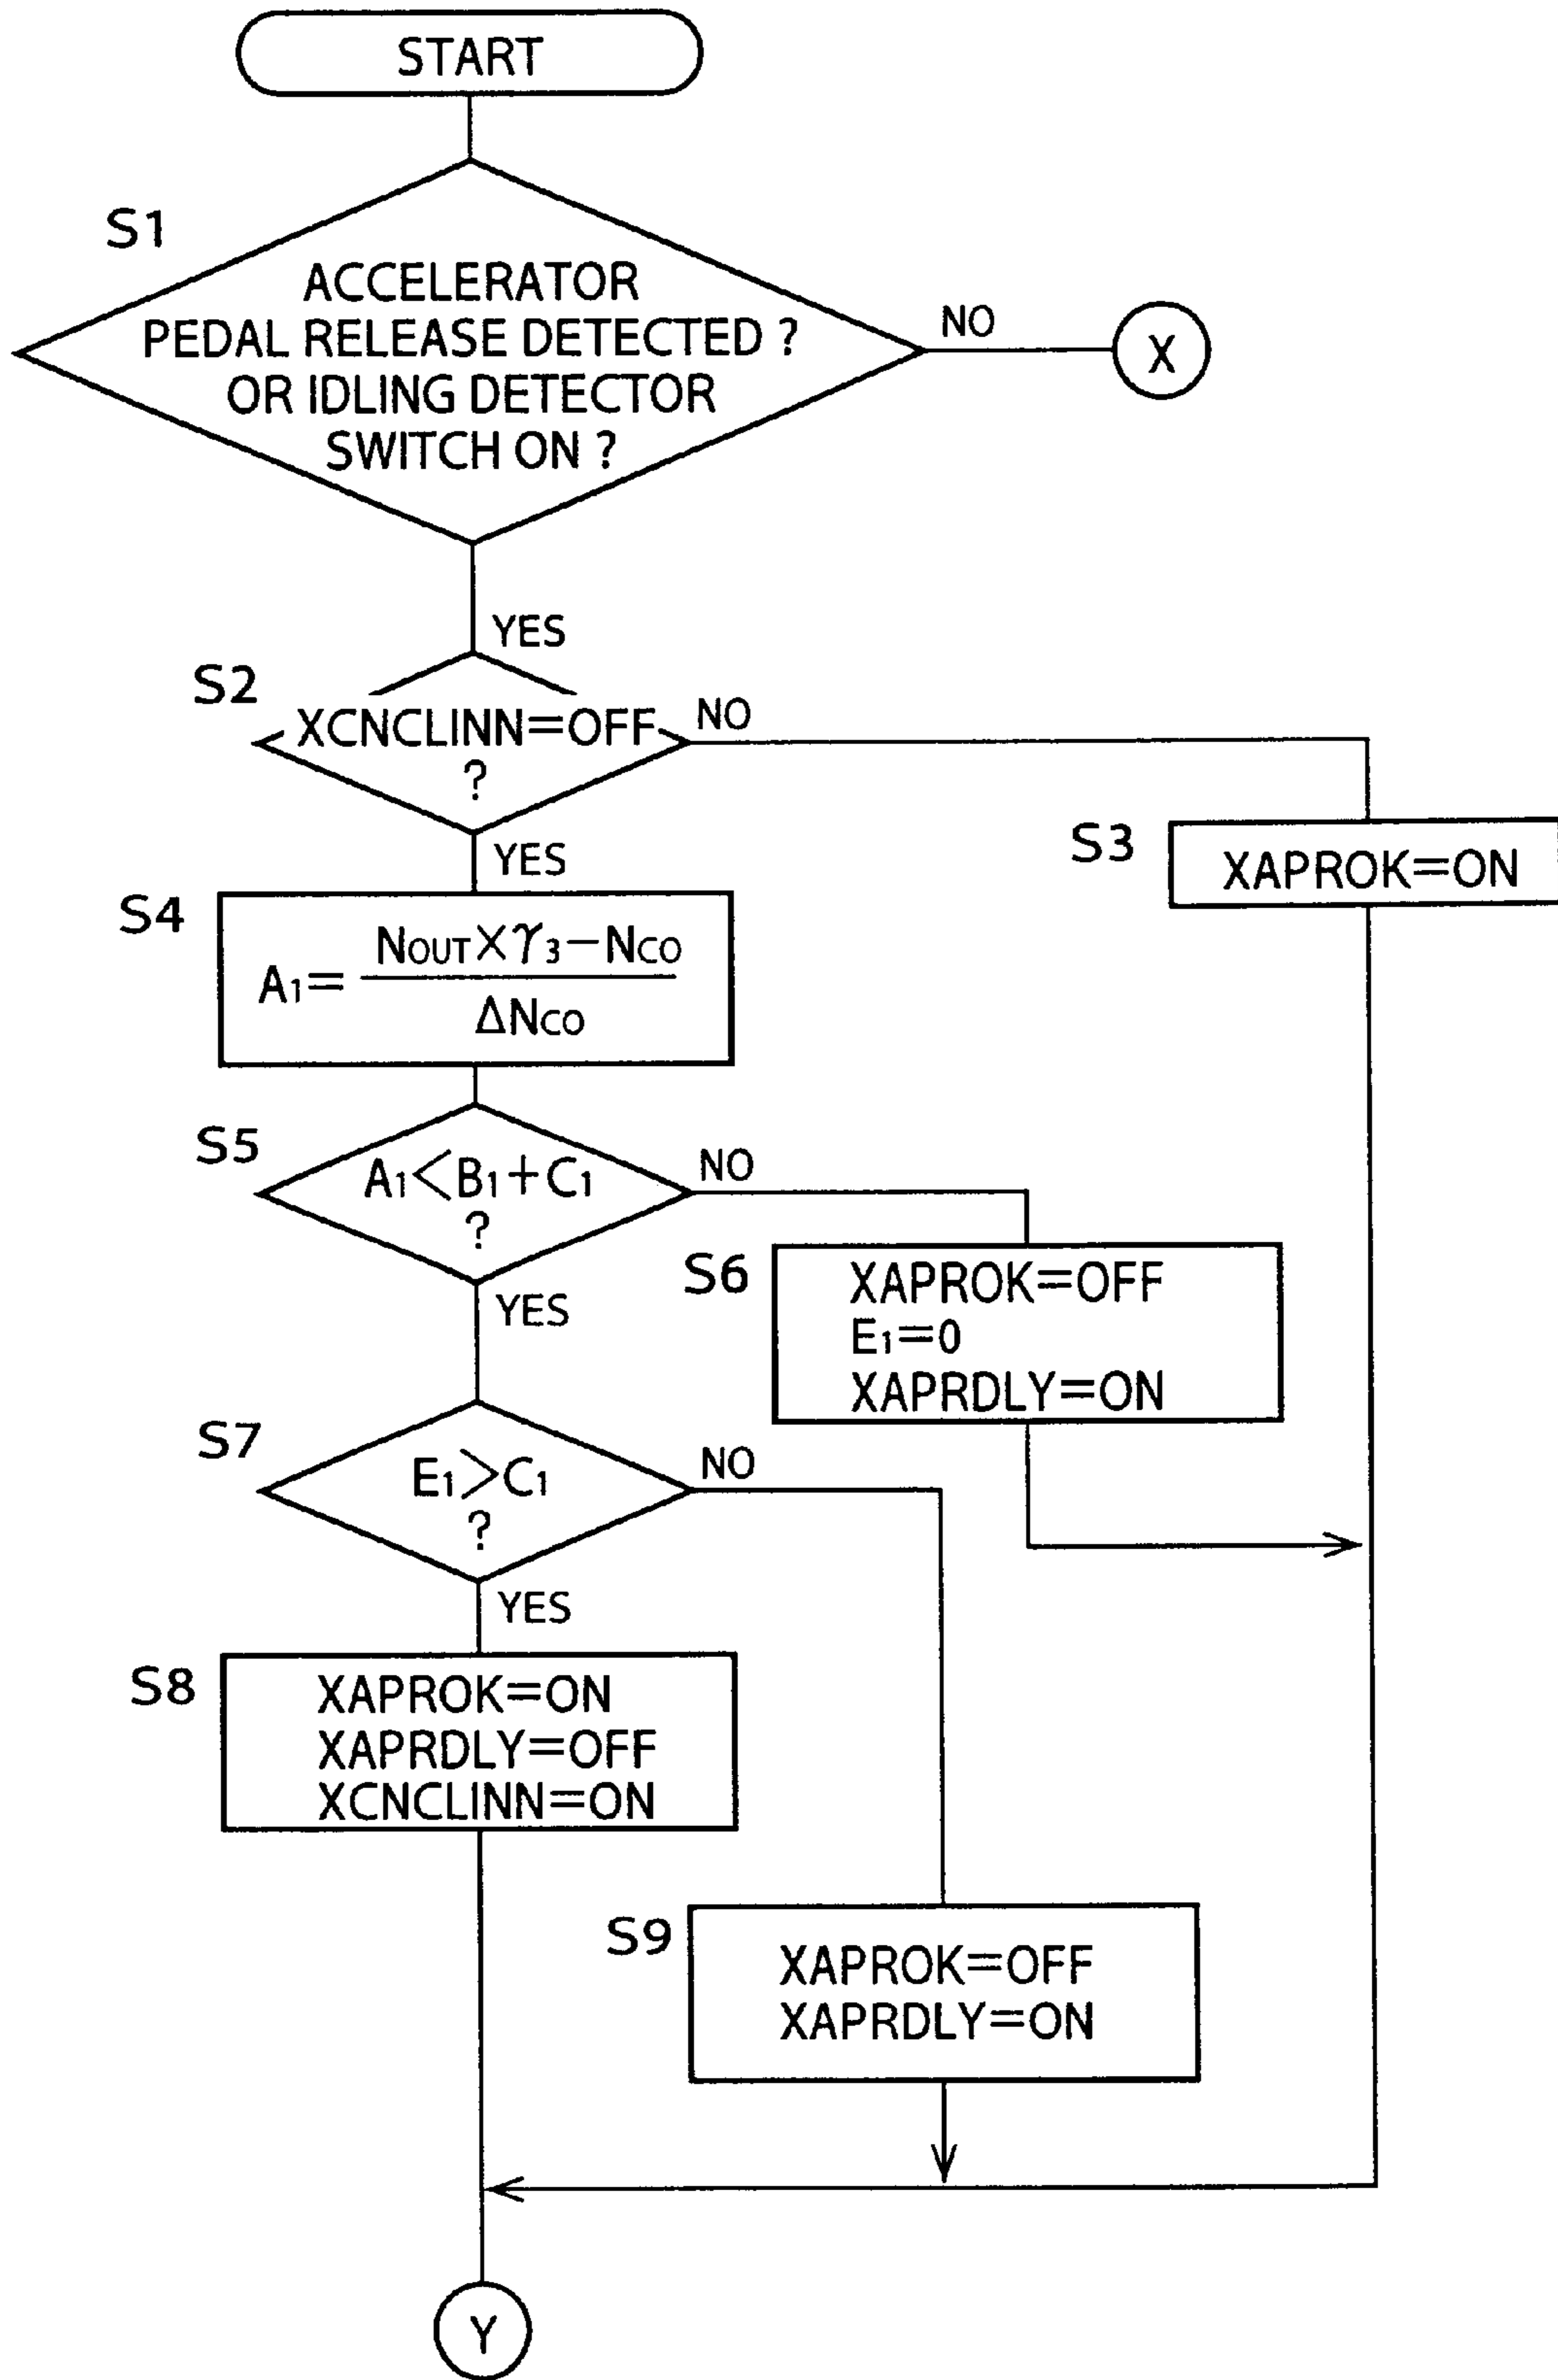 START
S1
ACCELERATOR
PEDAL RELEASE DETECTED ?
OR IDLING DETECTOR
SWITCH ON ?
NO
X
YES
S2
XCNCLINN=OFF
?
NO
YES
S3
XAPROK=ON
S4
A1= (NOUT×γ3−NCO) / ΔNCO
S5
A1<B1+C1
?
NO
YES
S6
XAPROK=OFF
E1=0
XAPRDLY=ON
S7
E1>C1
?
NO
YES
S8
XAPROK=ON
XAPRDLY=OFF
XCNCLINN=ON
S9
XAPROK=OFF
XAPRDLY=ON
Y